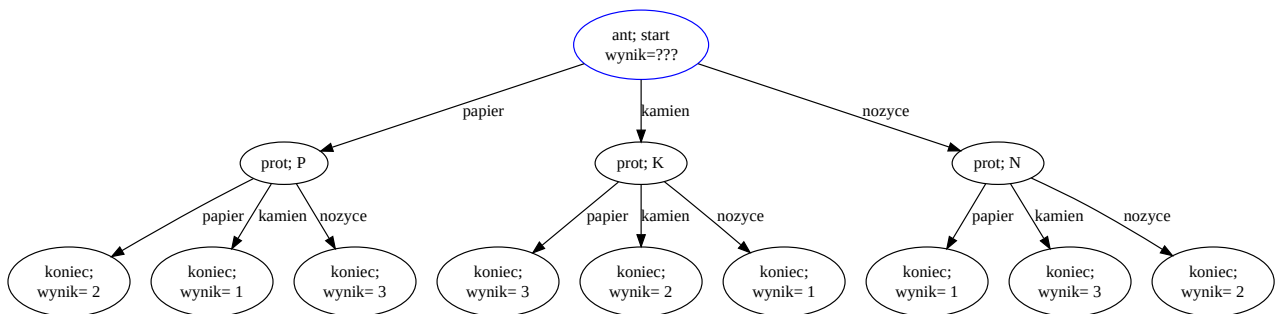 ant; start
wynik=???
papier
kamien
nozyce
prot; P
prot; K
prot; N
papier
kamien
nozyce
papier
kamien
nozyce
papier
kamien
nozyce
koniec;
wynik= 2
koniec;
wynik= 1
koniec;
wynik= 3
koniec;
wynik= 3
koniec;
wynik= 2
koniec;
wynik= 1
koniec;
wynik= 1
koniec;
wynik= 3
koniec;
wynik= 2